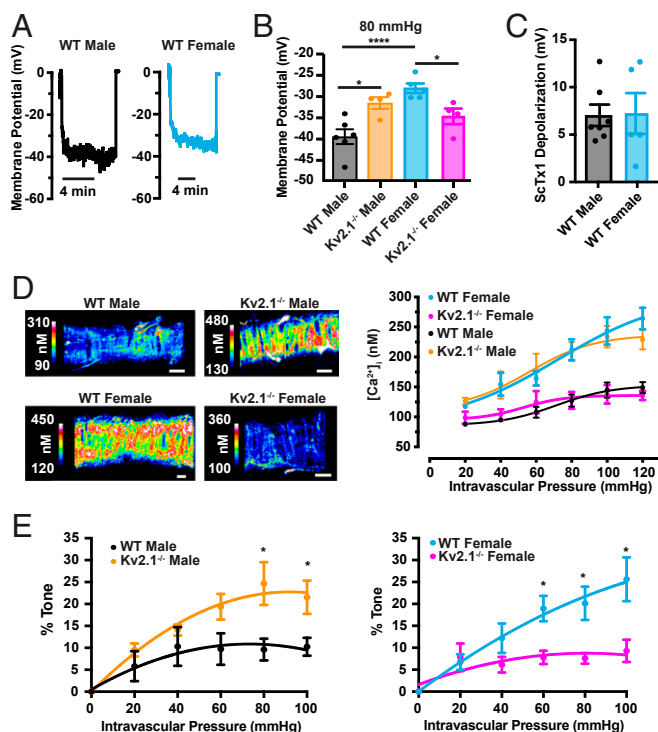 A
WT Male
WT Female
Membrane Potential (mV)
0
-20
-40
-60
4 min
0
-20
-40
-60
4 min
B
80 mmHg
Membrane Potential (mV)
-20
-25
-30
-35
-40
-45
-50
****
*
*
WT Male
Kv2.1-/- Male
WT Female
Kv2.1-/- Female
C
ScTx1 Depolarization (mV)
15
10
5
0
WT Male
WT Female
D
WT Male
310
nM
90
Kv2.1-/- Male
480
nM
130
WT Female
450
nM
120
Kv2.1-/- Female
360
nM
100
[Ca2+]i (nM)
300
250
200
150
100
50
WT Female
Kv2.1-/- Female
WT Male
Kv2.1-/- Male
0 20 40 60 80 100 120
Intravascular Pressure (mmHg)
E
% Tone
35
30
25
20
15
10
5
0
WT Male
Kv2.1-/- Male
* *
0 20 40 60 80 100
Intravascular Pressure (mmHg)
% Tone
35
30
25
20
15
10
5
0
WT Female
Kv2.1-/- Female
* * *
0 20 40 60 80 100
Intravascular Pressure (mmHg)